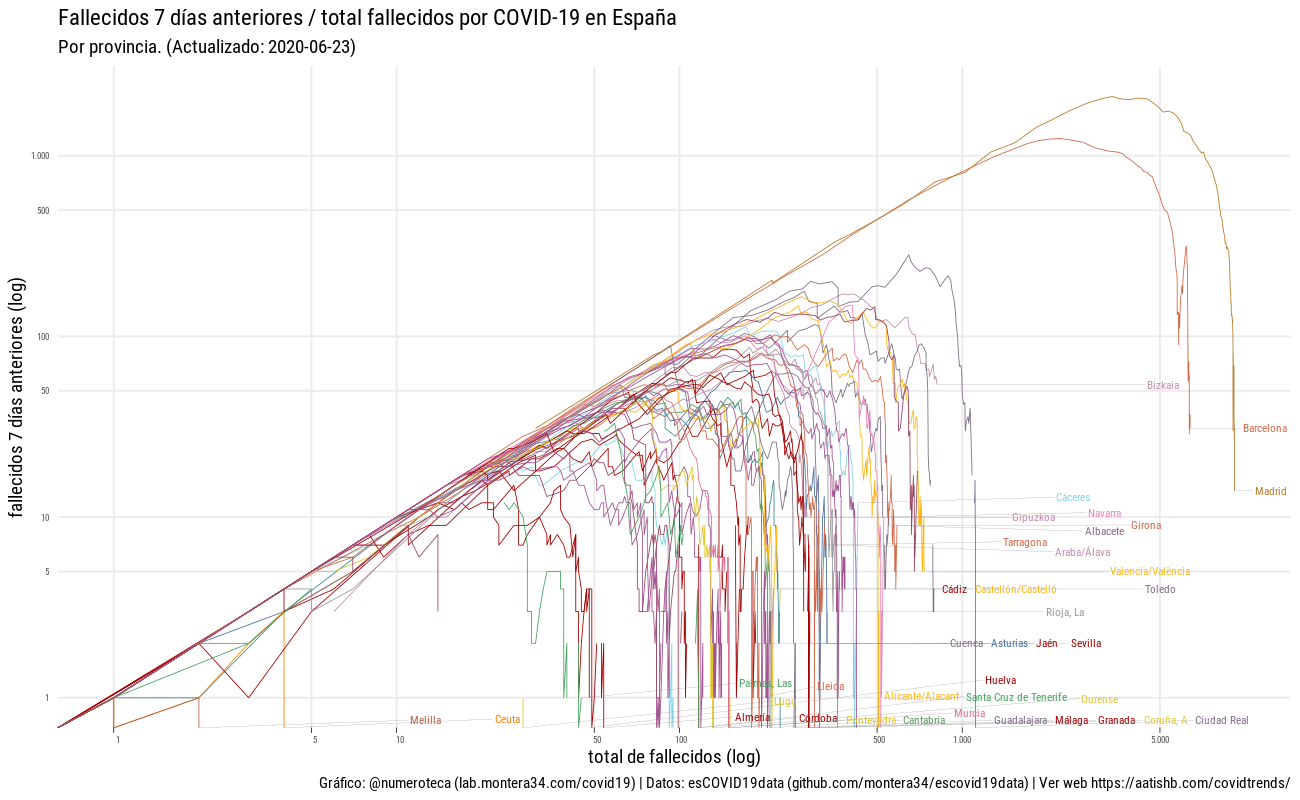 Fallecidos 7 días anteriores / total fallecidos por COVID-19 en España
Por provincia. (Actualizado: 2020-06-23)
fallecidos 7 días anteriores (log)
1.000
500
100
50
10
5
1
Bizkaia
Barcelona
Madrid
Cáceres
Navarra
Gipuzkoa
Girona
Albacete
Tarragona
Araba/Álava
Valencia/València
Cádiz Castellón/Castelló Toledo
Rioja, La
Cuenca Asturias Jaén Sevilla
Huelva
Palmas, Las
Lleida
Alicante/Alacant Santa Cruz de Tenerife Ourense
Lugo
Murcia
Melilla Ceuta Almería Córdoba Pontevedra Cantabria Guadalajara Málaga Granada Coruña, A Ciudad Real
1 5 10 50 100 500 1.000 5.000
total de fallecidos (log)
Gráfico: @numeroteca (lab.montera34.com/covid19) | Datos: esCOVID19data (github.com/montera34/escovid19data) | Ver web https://aatishb.com/covidtrends/